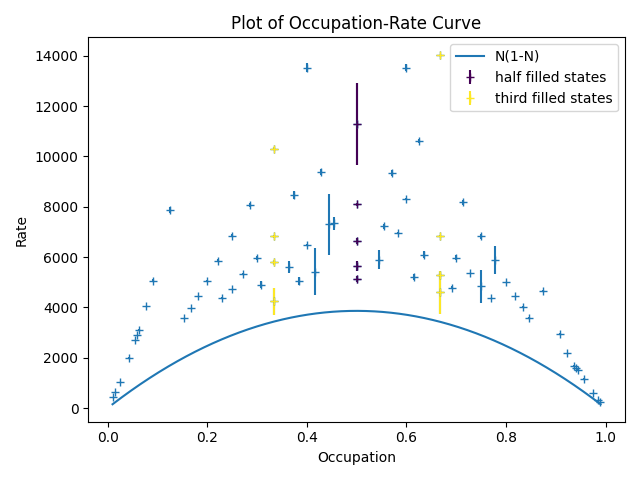 Plot of Occupation-Rate Curve
N(1-N)
half filled states
third filled states
14000
12000
10000
8000
6000
4000
2000
0
Rate
0.0 0.2 0.4 0.6 0.8 1.0
Occupation